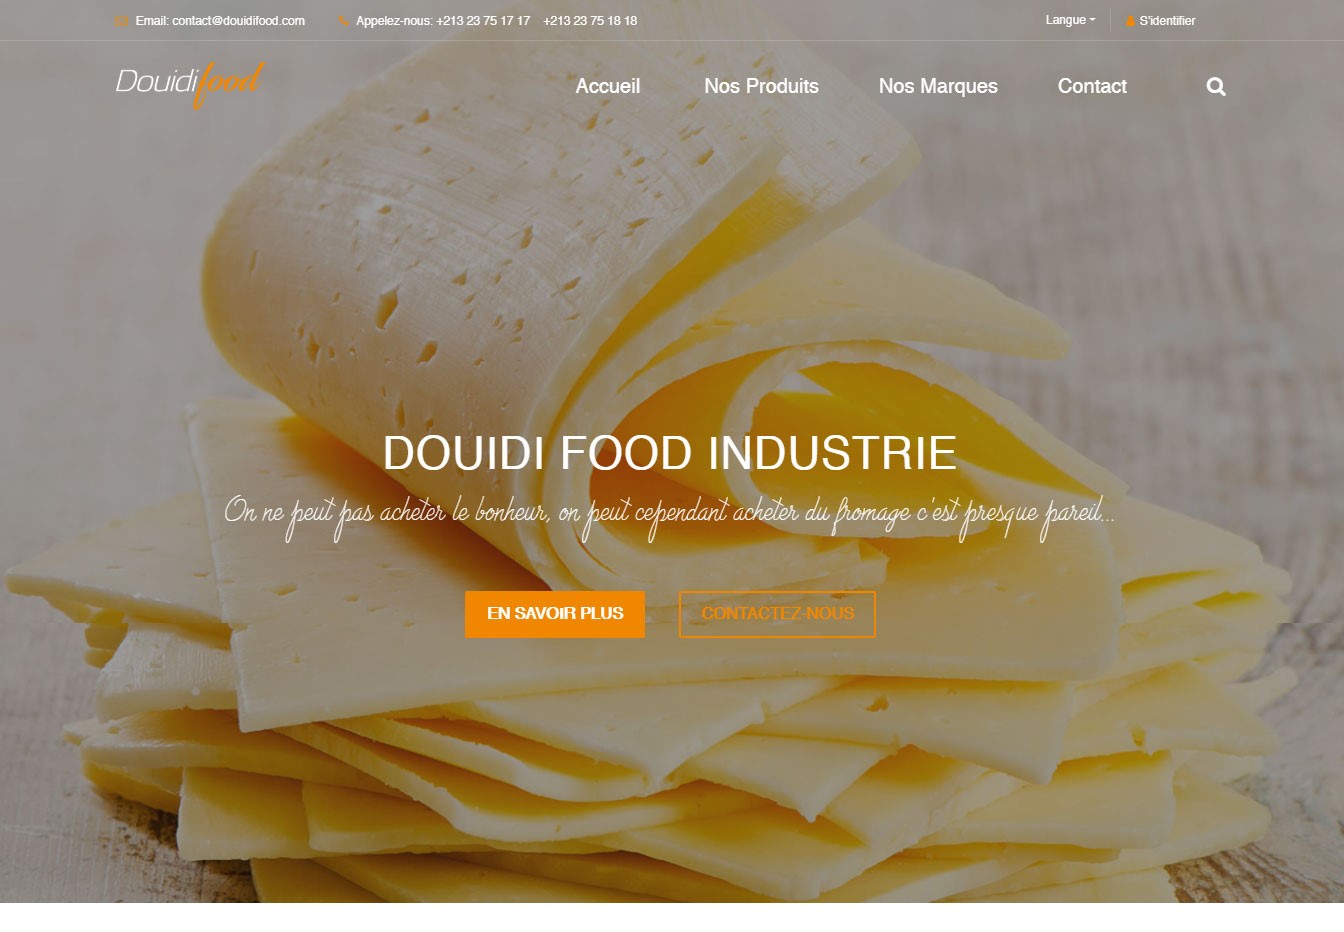 Email: contact@douidifood.com Appelez-nous: +213 23 75 17 17 +213 23 75 18 18 Langue S'identifier
Douidifood Accueil Nos Produits Nos Marques Contact
DOUIDI FOOD INDUSTRIE
On ne peut pas acheter le bonheur, on peut cependant acheter du fromage c'est presque pareil...
EN SAVOIR PLUS CONTACTEZ-NOUS